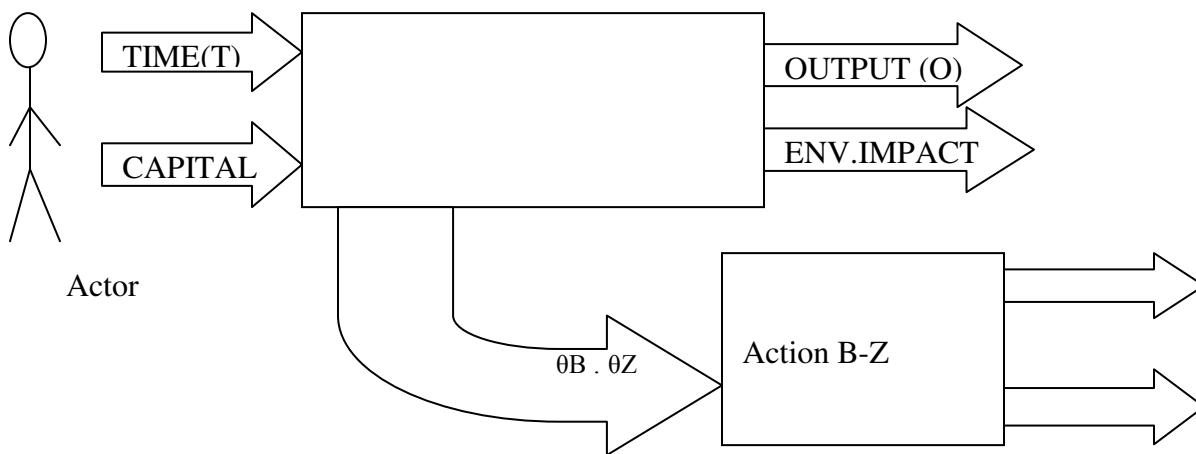 TIME(T)
OUTPUT (O)
CAPITAL
ENV.IMPACT
Actor
θB . θZ
Action B-Z